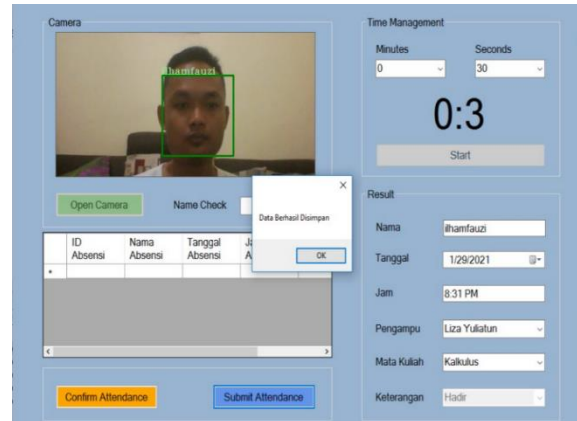 Camera
ilhamfauzi
Open Camera
Name Check
ID Absensi
Nama Absensi
Tanggal Absensi
Confirm Attendance
Submit Attendance
Data Berhasil Disimpan
OK
Time Management
Minutes
Seconds
0
30
0:3
Start
Result
Nama
ilhamfauzi
Tanggal
1/29/2021
Jam
8:31 PM
Pengampu
Liza Yuliatun
Mata Kuliah
Kalkulus
Keterangan
Hadir